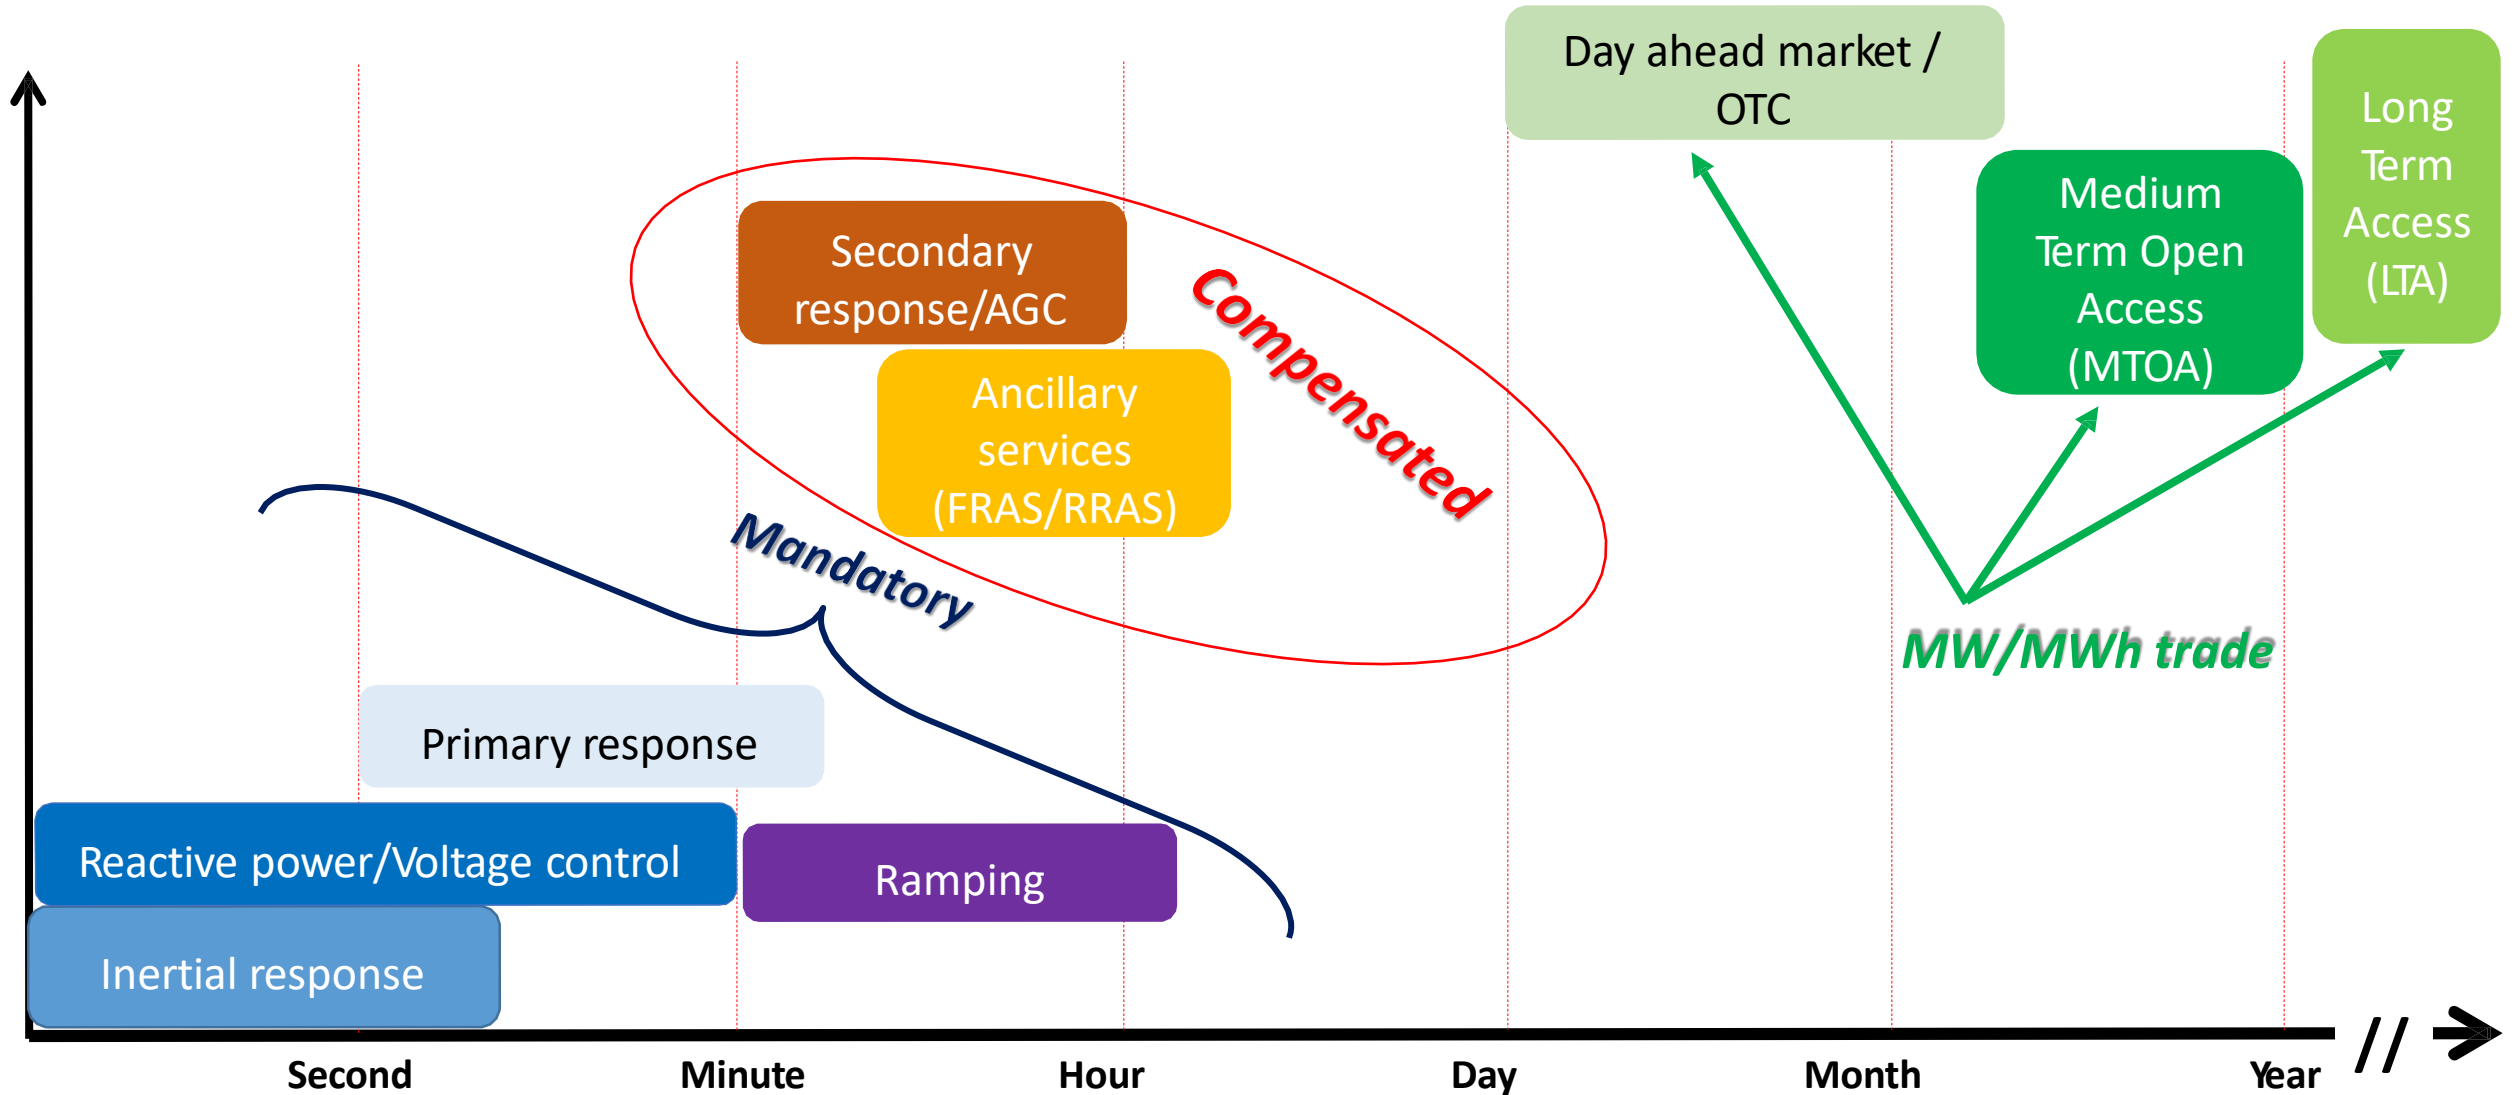 Day ahead market /
OTC
Long
Term
Access
(LTA)
Medium
Term Open
Access
(MTOA)
Secondary
response/AGC
Compensated
Ancillary
services
(FRAS/RRAS)
Mandatory
MW/MWh trade
Primary response
Reactive power/Voltage control
Ramping
Inertial response
//
Second
Minute
Hour
Day
Month
Year